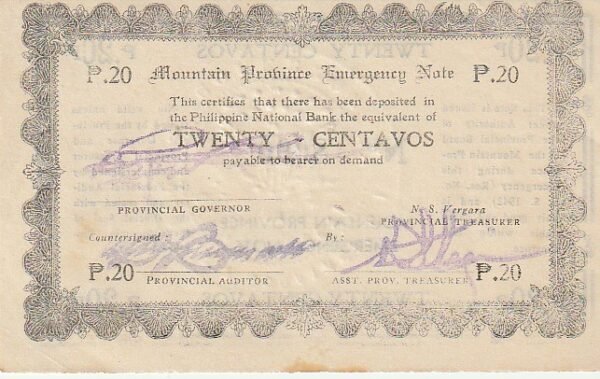 ₱.20 Mountain Province Emergency Note ₱.20
This certifies that there has been deposited in
the Philippine National Bank the equivalent of
TWENTY - CENTAVOS
payable to bearer on demand
PROVINCIAL GOVERNOR
N. S. Vergara
PROVINCIAL TREASURER
Countersigned :
By :
₱.20 PROVINCIAL AUDITOR ASST. PROV. TREASURER ₱.20